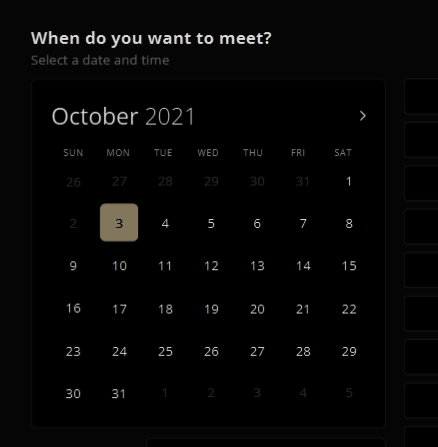 When do you want to meet?
Select a date and time
October 2021
SUN MON TUE WED THU FRI SAT
26 27 28 29 30 31 1
2 3 4 5 6 7 8
9 10 11 12 13 14 15
16 17 18 19 20 21 22
23 24 25 26 27 28 29
30 31 1 2 3 4 5